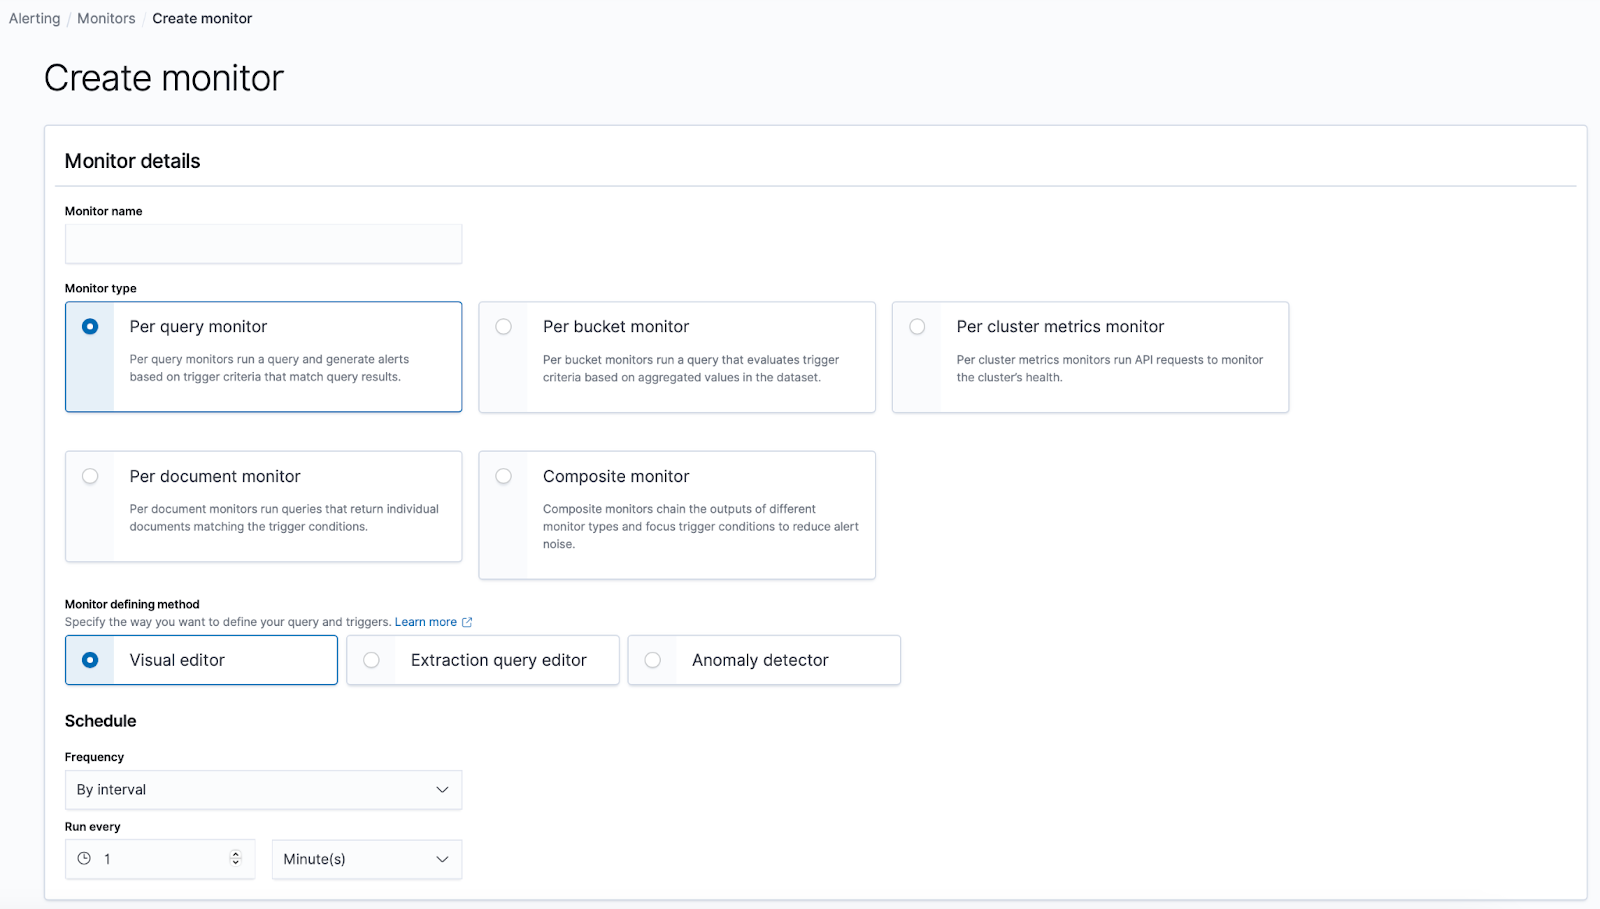 Alerting / Monitors / Create monitor
Create monitor
Monitor details
Monitor name
Monitor type
Per query monitor
Per query monitors run a query and generate alerts
based on trigger criteria that match query results.
Per bucket monitor
Per bucket monitors run a query that evaluates trigger
criteria based on aggregated values in the dataset.
Per cluster metrics monitor
Per cluster metrics monitors run API requests to monitor
the cluster's health.
Per document monitor
Per document monitors run queries that return individual
documents matching the trigger conditions.
Composite monitor
Composite monitors chain the outputs of different
monitor types and focus trigger conditions to reduce alert
noise.
Monitor defining method
Specify the way you want to define your query and triggers. Learn more
Visual editor
Extraction query editor
Anomaly detector
Schedule
Frequency
By interval
Run every
1
Minute(s)